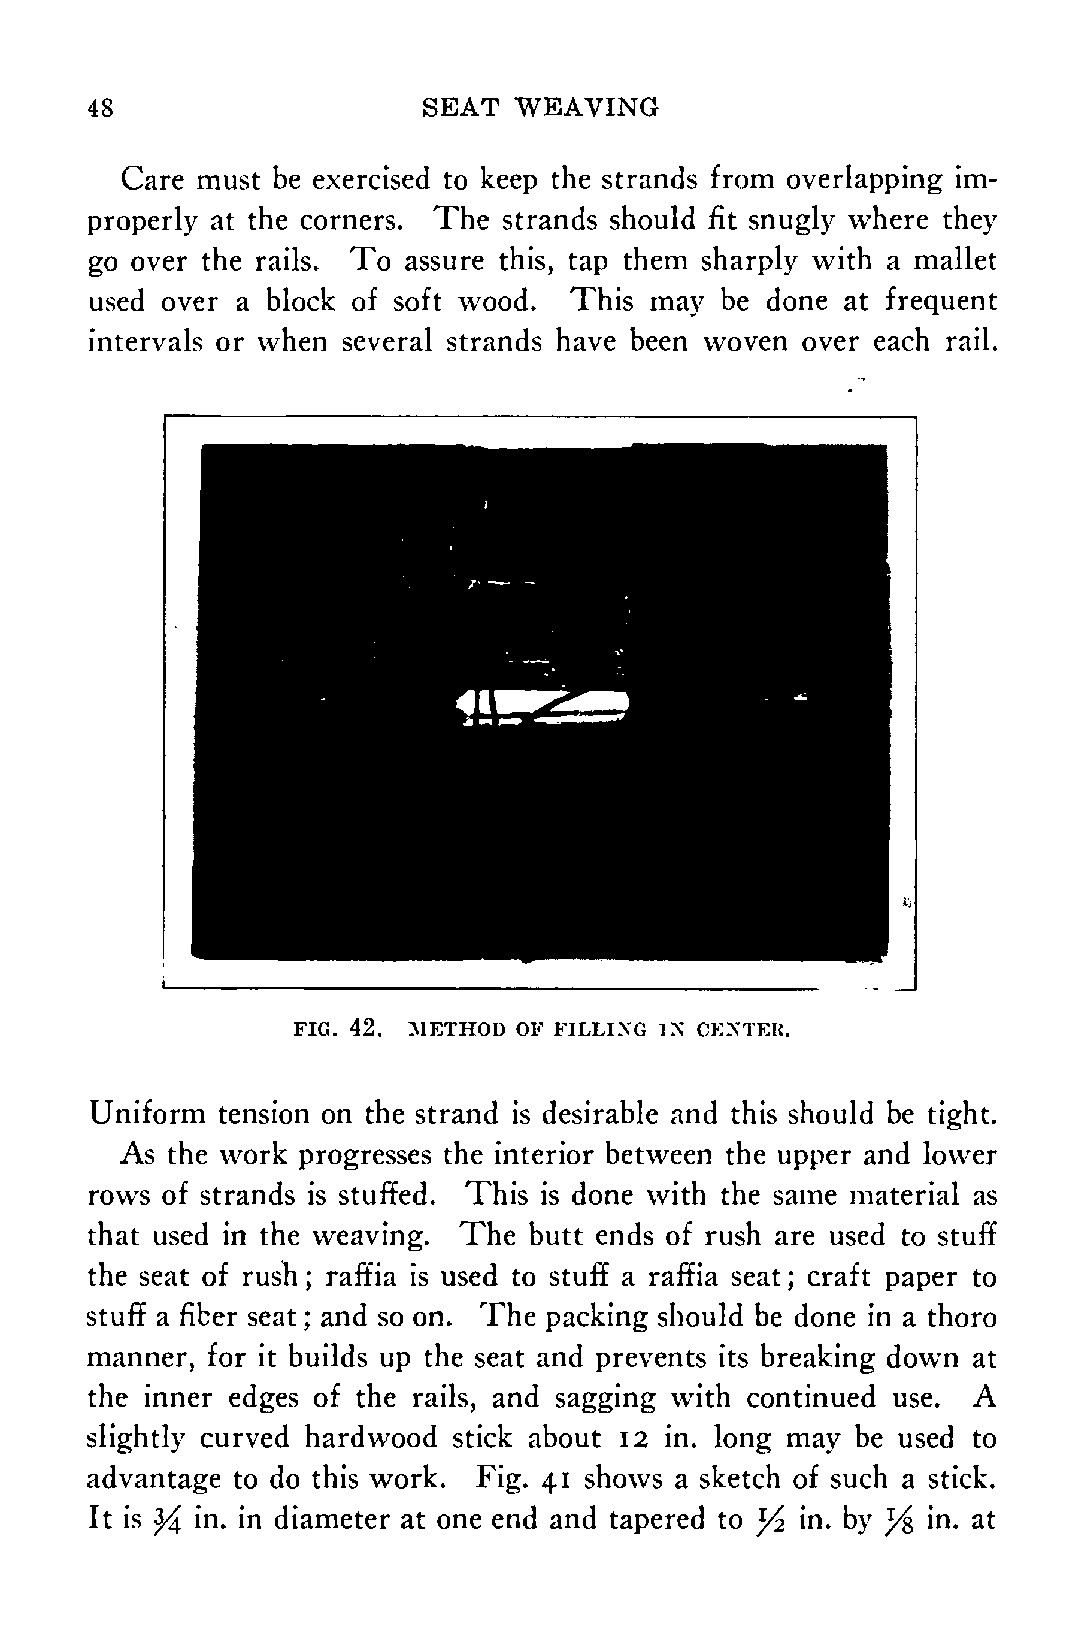 48 SEAT WEAVING
Care must be exercised to keep the strands from overlapping im-
properly at the corners. The strands should fit snugly where they
go over the rails. To assure this, tap them sharply with a mallet
used over a block of soft wood. This may be done at frequent
intervals or when several strands have been woven over each rail.
FIG. 42. METHOD OF FILLING IN CENTER.
Uniform tension on the strand is desirable and this should be tight.
As the work progresses the interior between the upper and lower
rows of strands is stuffed. This is done with the same material as
that used in the weaving. The butt ends of rush are used to stuff
the seat of rush; raffia is used to stuff a raffia seat; craft paper to
stuff a fiber seat; and so on. The packing should be done in a thoro
manner, for it builds up the seat and prevents its breaking down at
the inner edges of the rails, and sagging with continued use. A
slightly curved hardwood stick about 12 in. long may be used to
advantage to do this work. Fig. 41 shows a sketch of such a stick.
It is ¾ in. in diameter at one end and tapered to ½ in. by ⅛ in. at